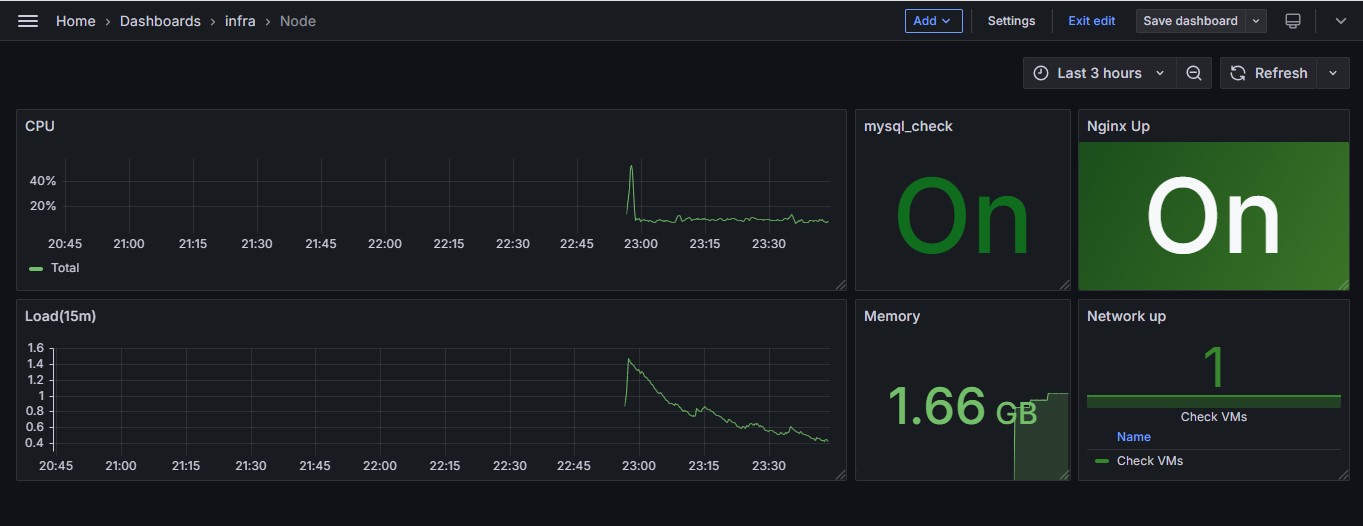 Home > Dashboards > infra > Node
Add
Settings
Exit edit
Save dashboard
Last 3 hours
Refresh
CPU
40%
20%
20:45 21:00 21:15 21:30 21:45 22:00 22:15 22:30 22:45 23:00 23:15 23:30
Total
mysql_check
On
Nginx Up
On
Load(15m)
1.6
1.4
1.2
1
0.8
0.6
0.4
20:45 21:00 21:15 21:30 21:45 22:00 22:15 22:30 22:45 23:00 23:15 23:30
Memory
1.66 GB
Network up
1
Check VMs
Name
Check VMs